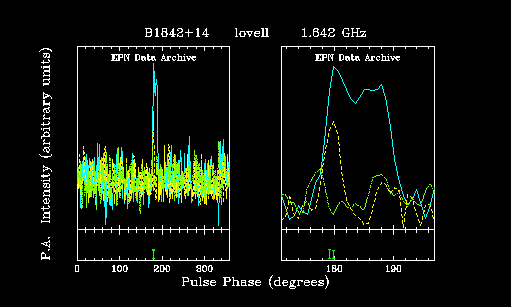 B1842+14 lovell 1.642 GHz
EPN Data Archive EPN Data Archive
Intensity (arbitrary units)
P.A.
0 100 200 300 180 190
Pulse Phase (degrees)